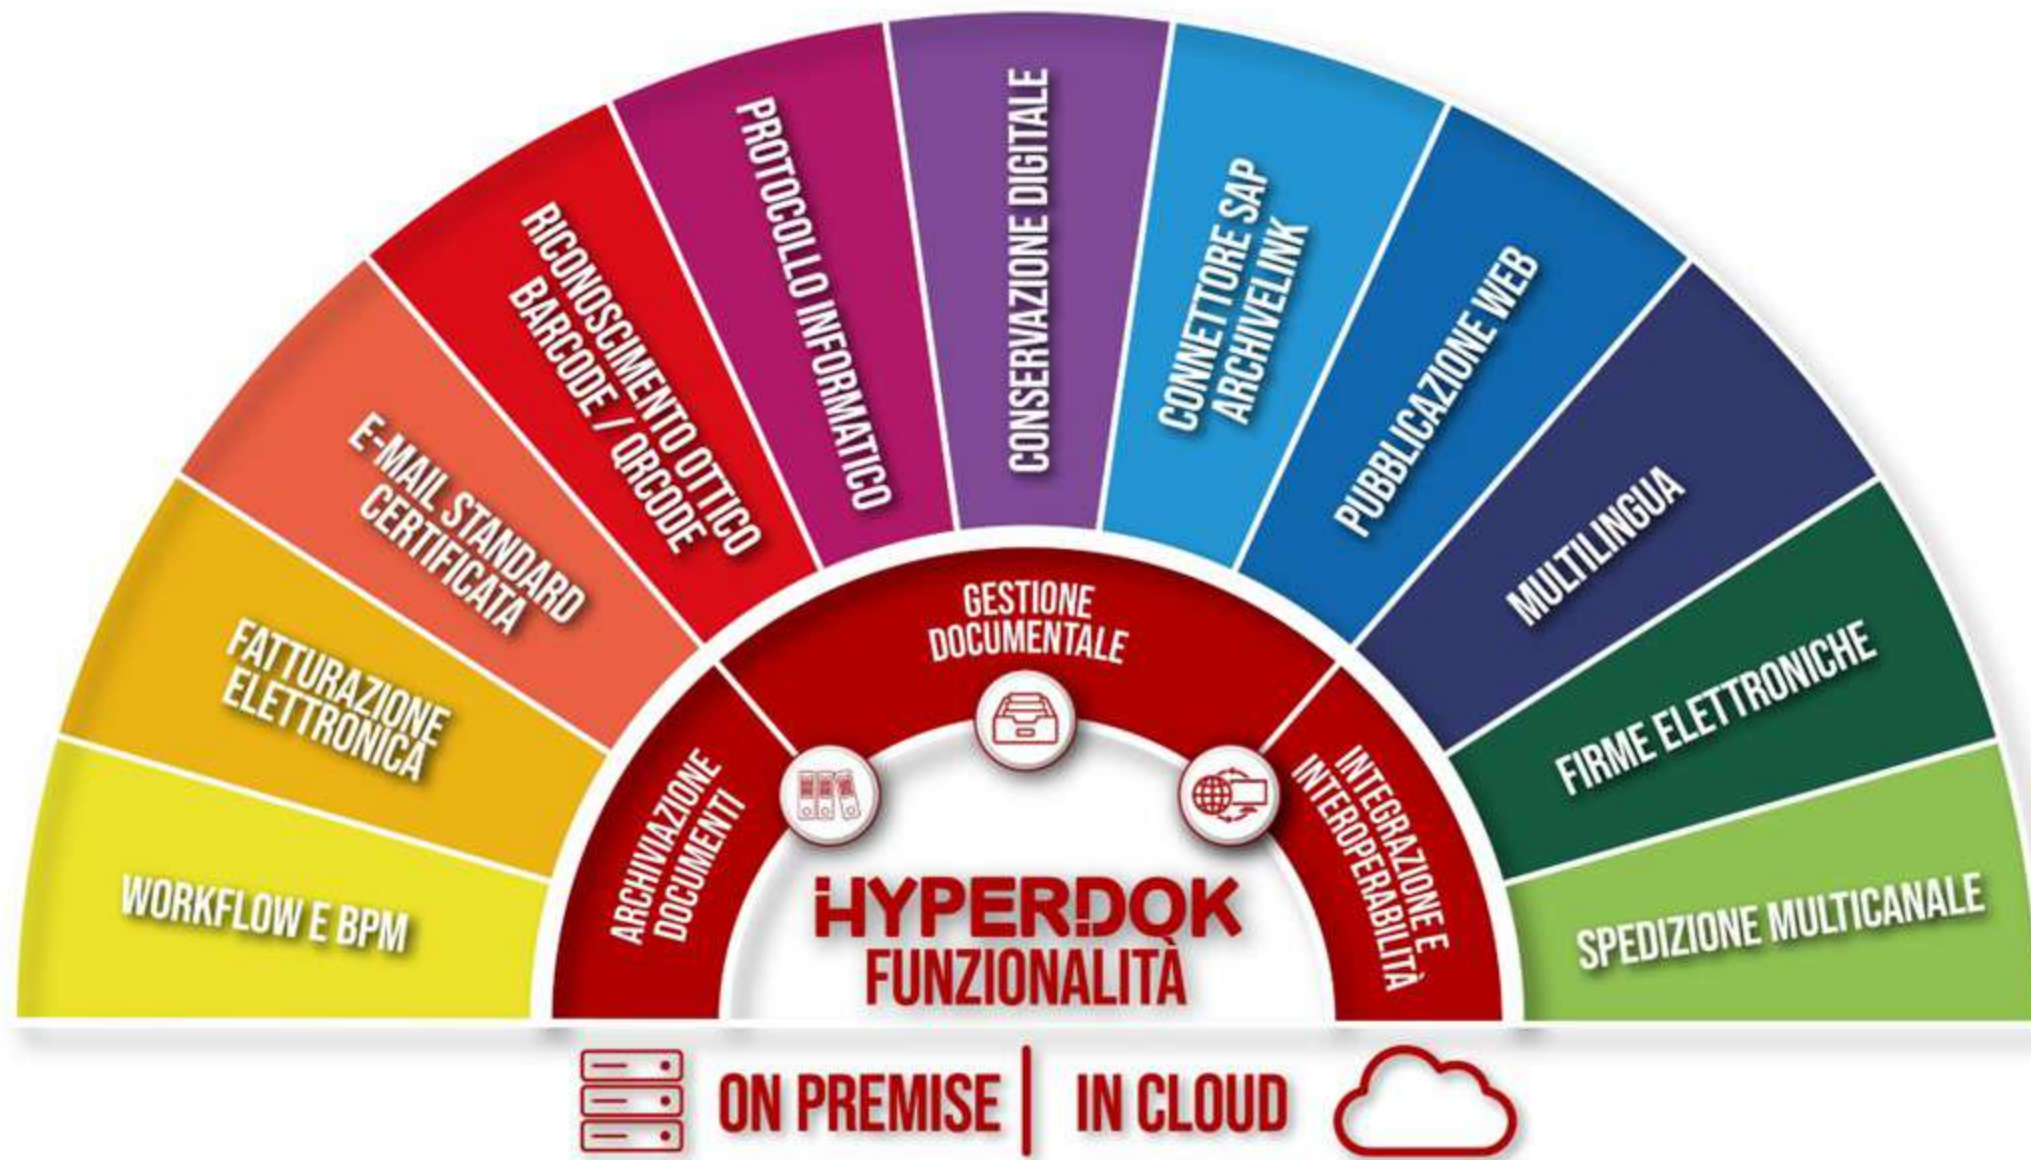 WORKFLOW E BPM
FATTURAZIONE
ELETTRONICA
E-MAIL STANDARD
CERTIFICATA
RICONOSCIMENTO OTTICO
BARCODE / QRCODE
PROTOCOLLO INFORMATICO
CONSERVAZIONE DIGITALE
CONNETTORE SAP
ARCHIVELINK
PUBBLICAZIONE WEB
MULTILINGUA
FIRME ELETTRONICHE
SPEDIZIONE MULTICANALE
ARCHIVIAZIONE
DOCUMENTI
GESTIONE
DOCUMENTALE
INTEGRAZIONE E
INTEROPERABILITÀ
HYPERDOK
FUNZIONALITÀ
ON PREMISE | IN CLOUD